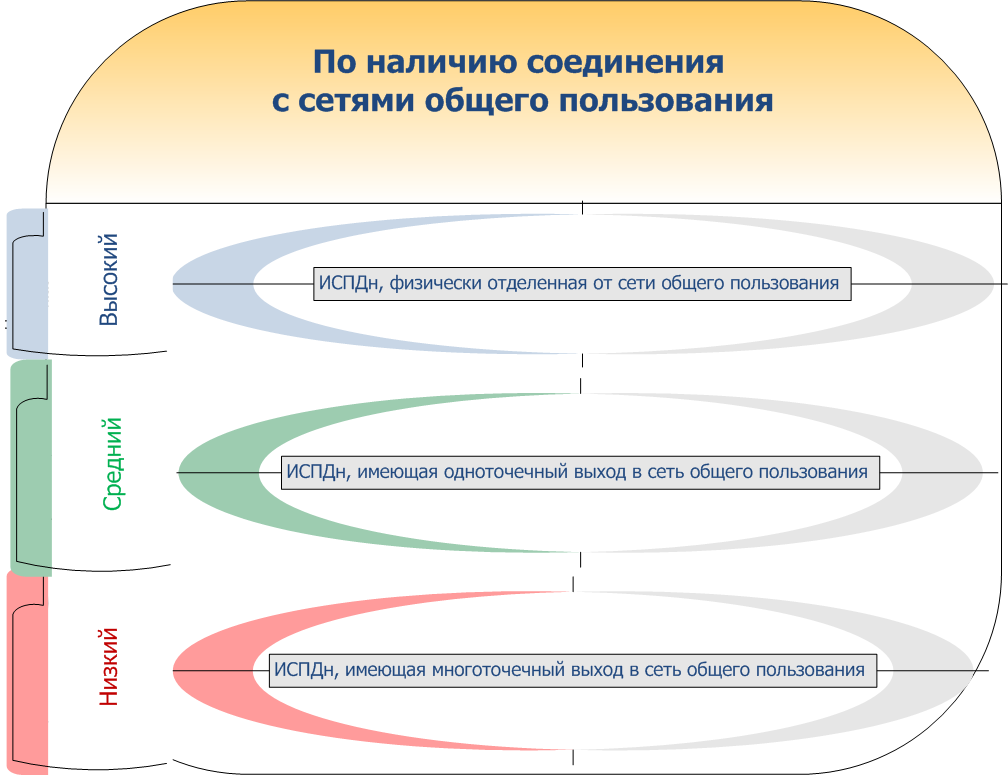 По наличию соединения
с сетями общего пользования
Высокий
ИСПДн, физически отделенная от сети общего пользования
Средний
ИСПДн, имеющая одноточечный выход в сеть общего пользования
Низкий
ИСПДн, имеющая многоточечный выход в сеть общего пользования